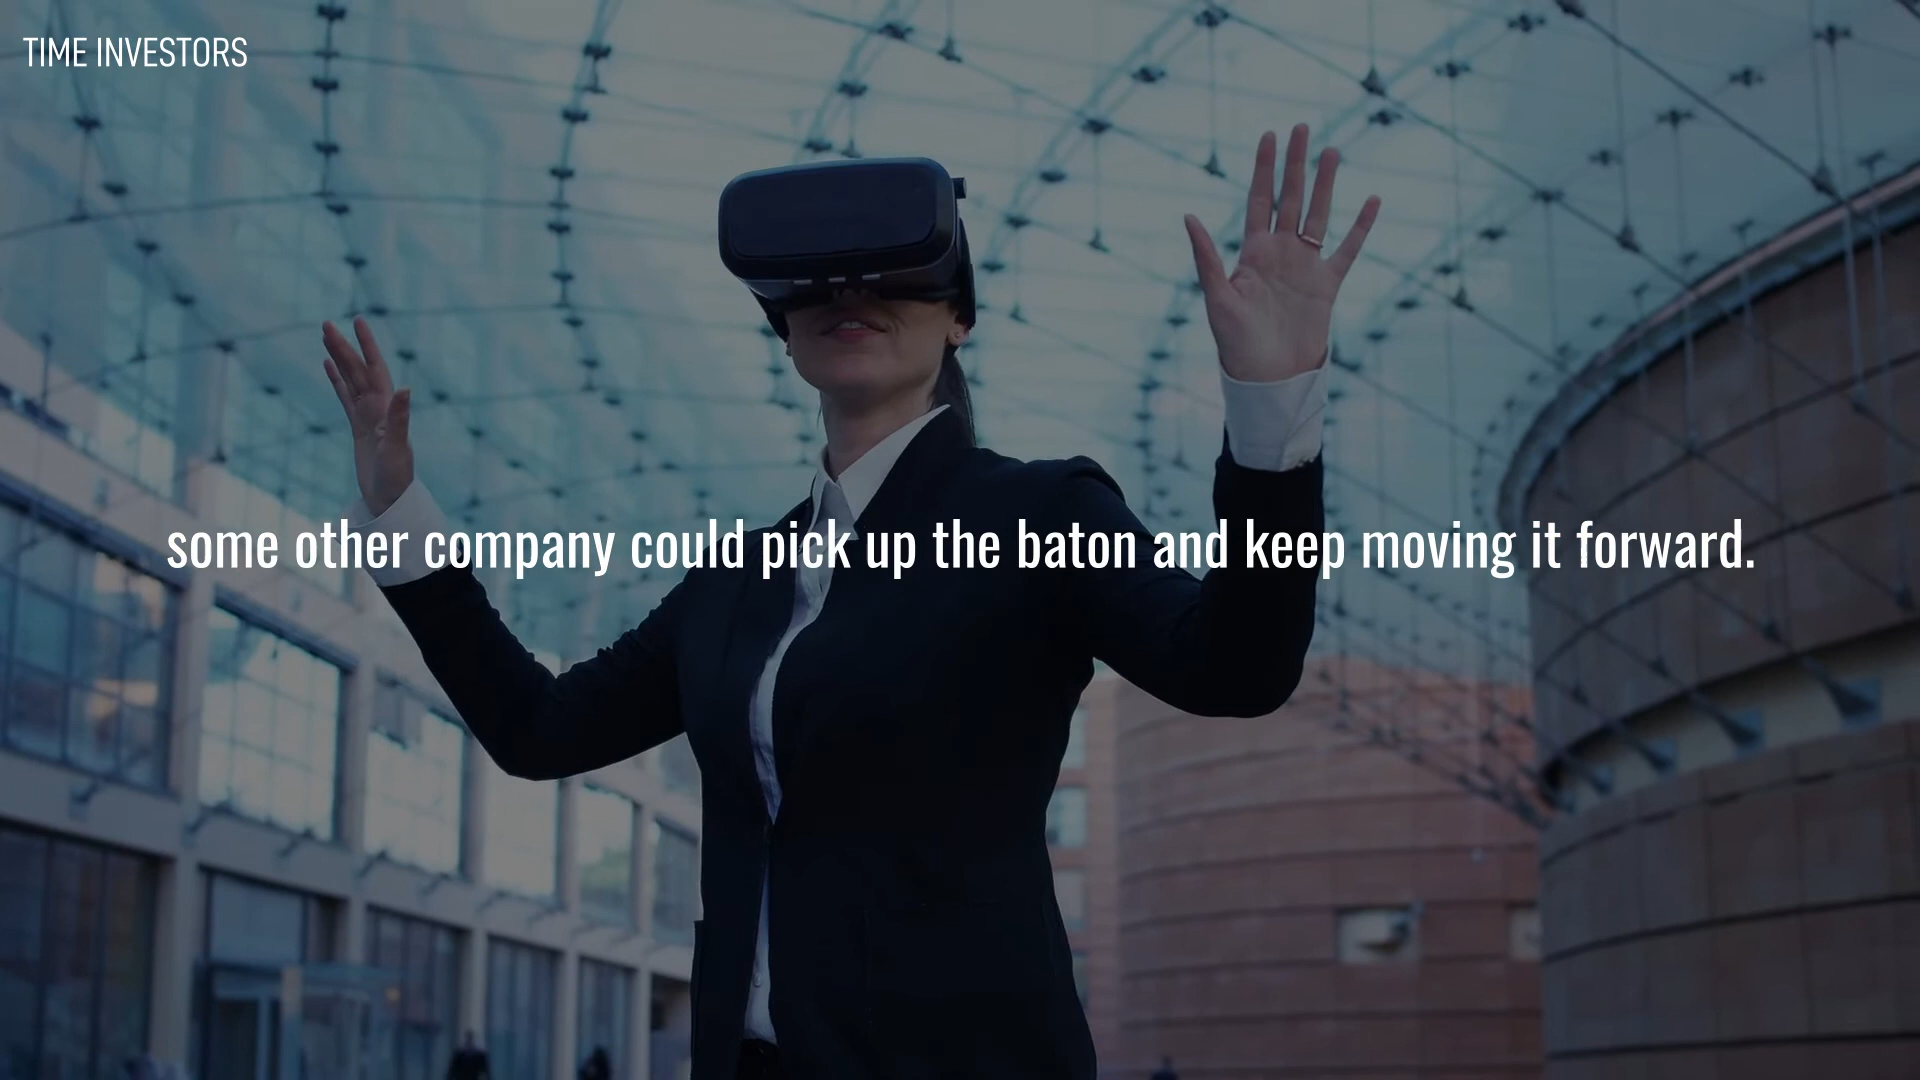 TIME INVESTORS
some other company could pick up the baton and keep moving it forward.